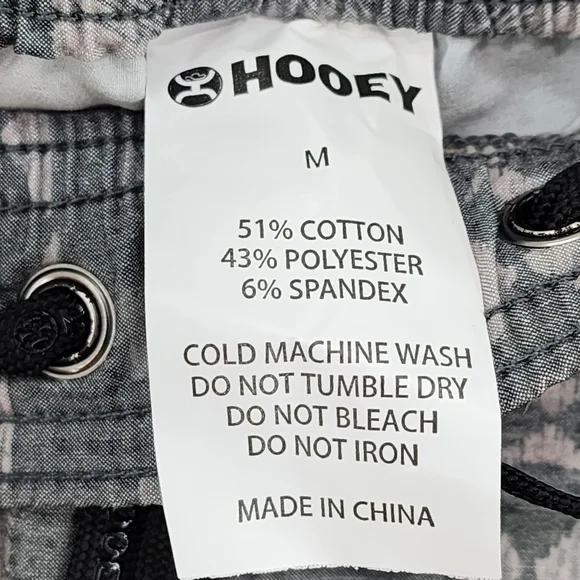 HOOEY
M
51% COTTON
43% POLYESTER
6% SPANDEX
COLD MACHINE WASH
DO NOT TUMBLE DRY
DO NOT BLEACH
DO NOT IRON
MADE IN CHINA